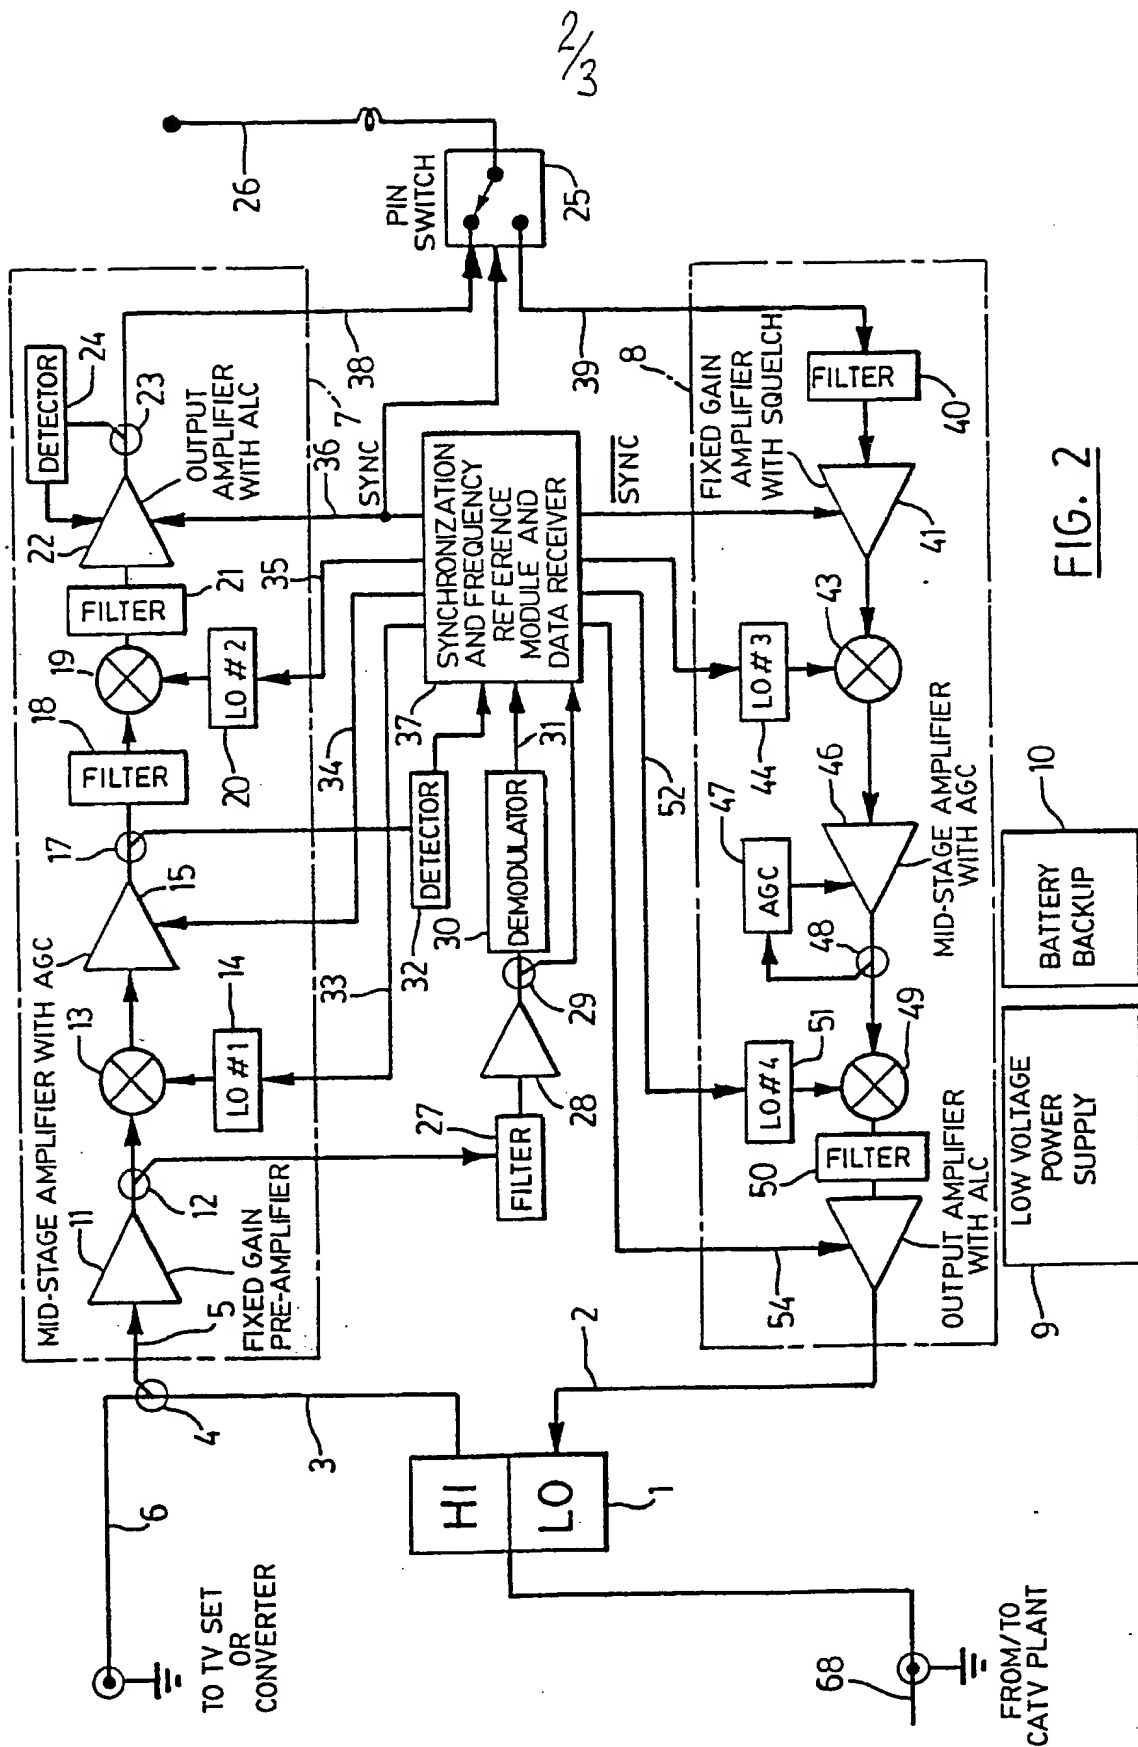 2/3
26
PIN
SWITCH
25
DETECTOR
24
23
22
OUTPUT
AMPLIFIER
WITH ALC
7
38
36
SYNC
FILTER
21
19
LO #2
20
35
FILTER
18
34
17
15
MID-STAGE AMPLIFIER WITH AGC
13
14
LO #1
33
12
11
FIXED GAIN
PRE-AMPLIFIER
5
4
3
6
TO TV SET
OR
CONVERTER
SYNCHRONIZATION
AND FREQUENCY
REFERENCE
MODULE AND
DATA RECEIVER
37
31
DETECTOR
32
DEMODULATOR
30
29
28
27
FILTER
HI
LO
1
2
68
FROM/TO
CATV PLANT
39
8
FIXED GAIN
AMPLIFIER
WITH SQUELCH
FILTER
40
SYNC
41
43
LO #3
44
52
46
47
AGC
48
MID-STAGE AMPLIFIER
WITH AGC
49
51
LO #4
50
FILTER
54
OUTPUT AMPLIFIER
WITH ALC
BATTERY
BACKUP
10
LOW VOLTAGE
POWER
SUPPLY
9
FIG. 2